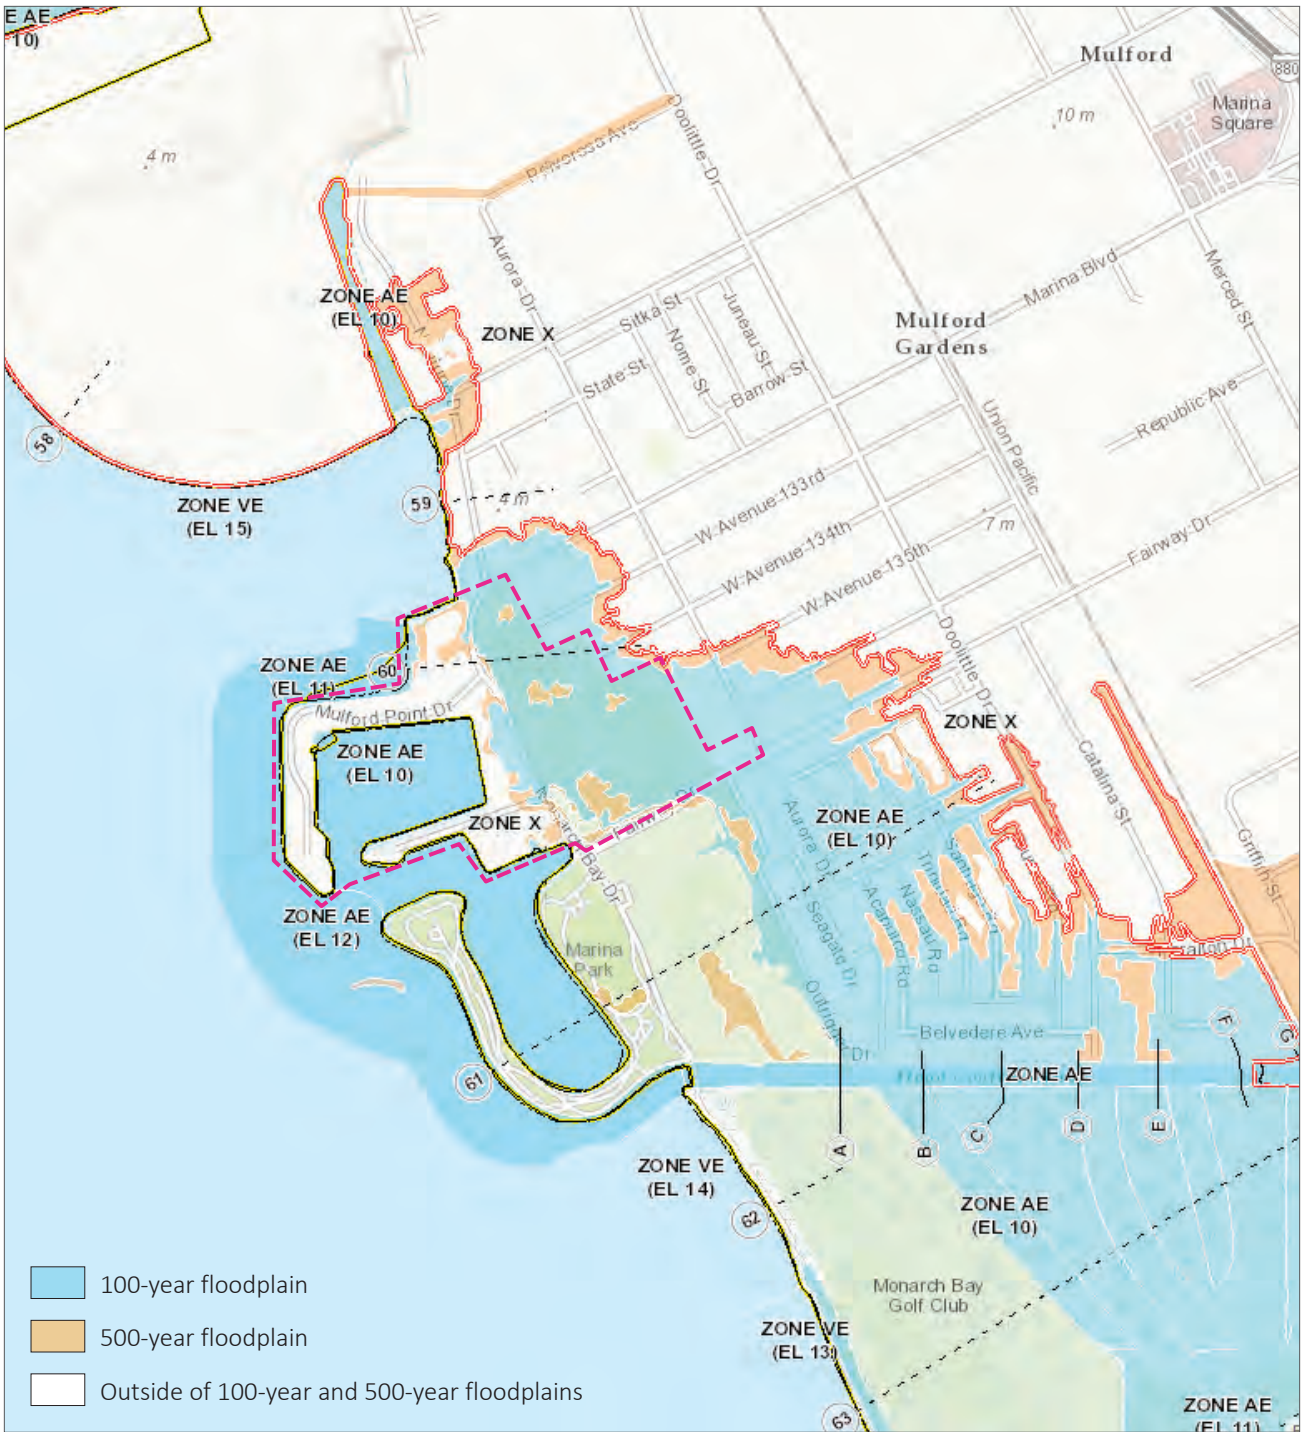 E AE
10)
Mulford
880
Marina
Square
10 m
4 m
Doolittle Dr
Aurora Dr
Marina Blvd
Merced St
ZONE AE
(EL 10)
ZONE X
Sitka St
Juneau St
Nome St
State St
Barrow St
Mulford
Gardens
Republic Ave
Union Pacific
58
ZONE VE
(EL 15)
59
4 m
W Avenue 133rd
W Avenue 134th
W Avenue 135th
7 m
Fairway Dr
Doolittle Dr
ZONE AE
(EL 11)
60
Mulford Point Dr
ZONE AE
(EL 10)
ZONE X
Catalina St
ZONE X
ZONE AE
(EL 10)
Griffith St
Aurora Dr
Bay Dr
Seagate Dr
Acapulco Rd
Nassau Rd
ZONE AE
(EL 12)
Marina
Park
Outrigger Dr
Belvedere Ave
F
G
ZONE AE
61
A
B
C
D
E
ZONE VE
(EL 14)
62
ZONE AE
(EL 10)
Monarch Bay
Golf Club
ZONE VE
(EL 13)
63
ZONE AE
(EL 11)
100-year floodplain
500-year floodplain
Outside of 100-year and 500-year floodplains